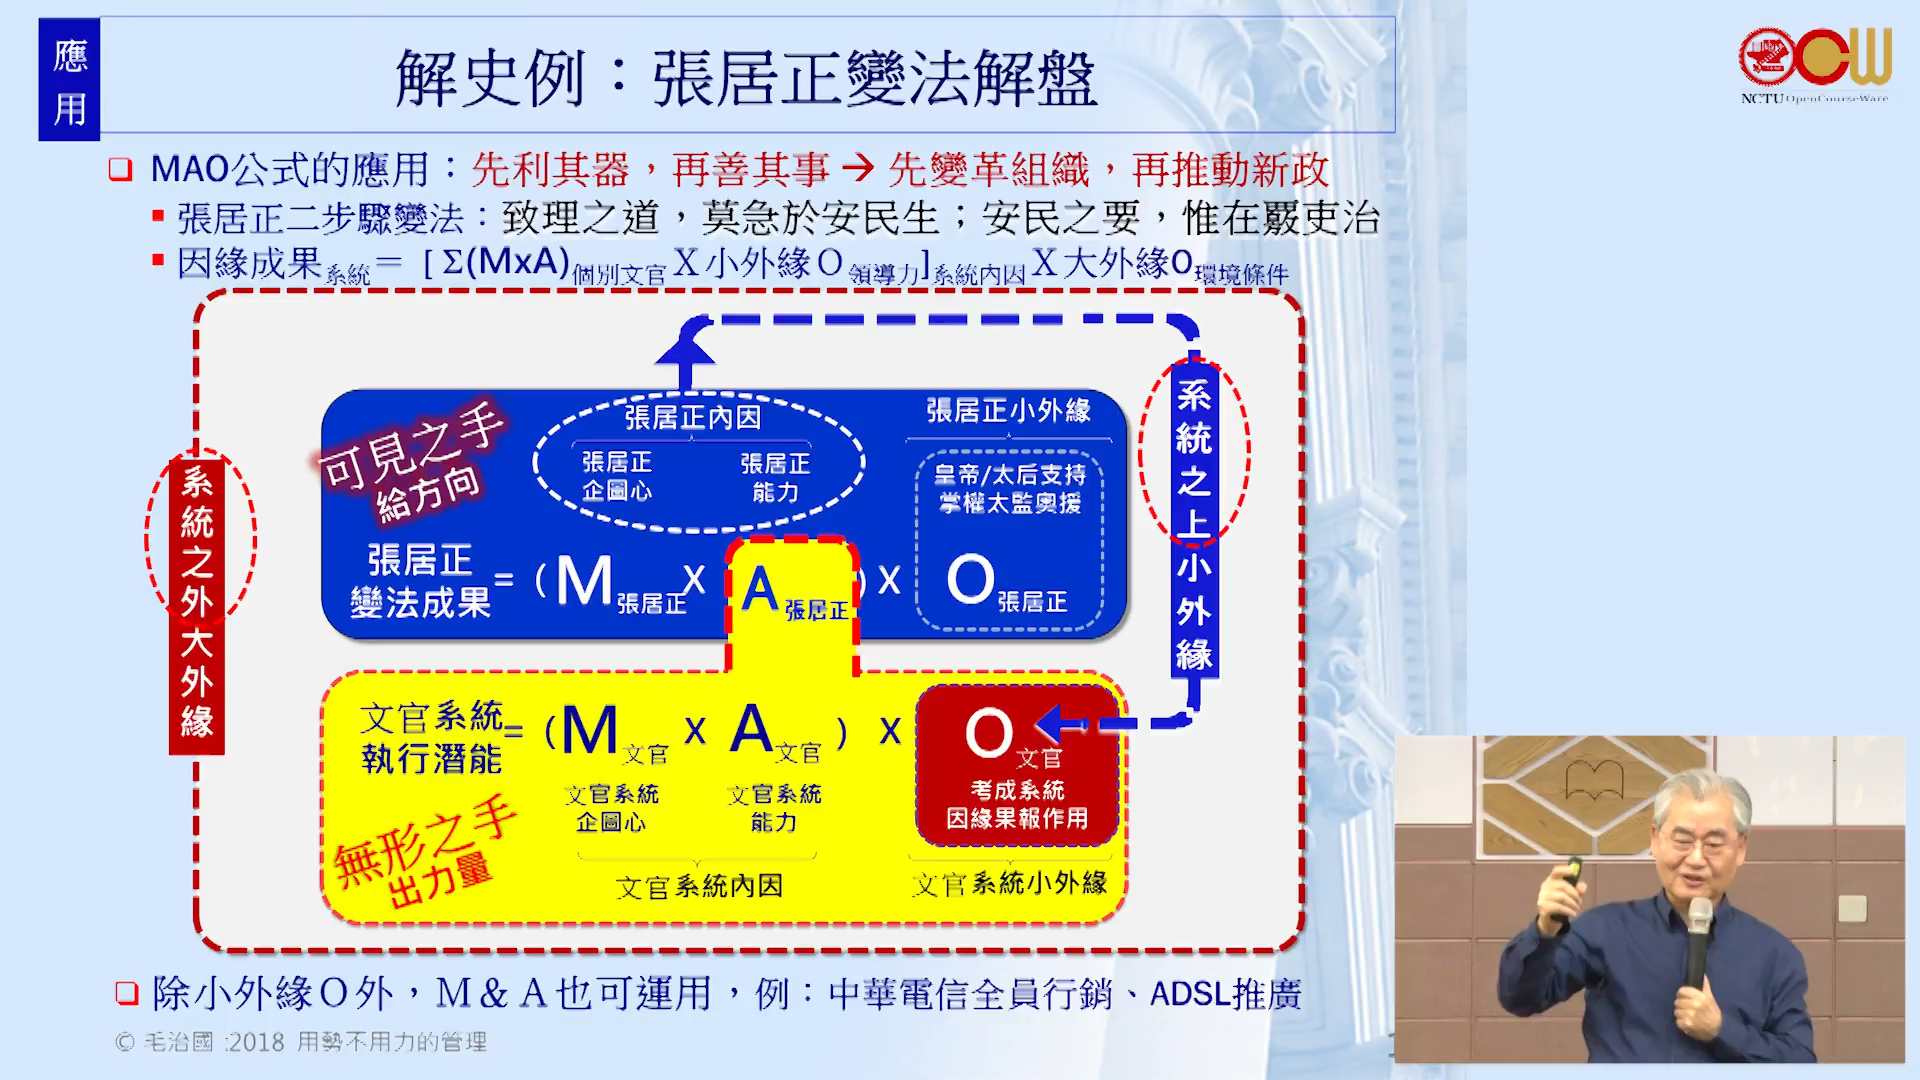 應用
解史例：張居正變法解盤
NCTU OpenCourseWare
MAO公式的應用：先利其器，再善其事→先變革組織，再推動新政
張居正二步驟變法：致理之道，莫急於安民生；安民之要，惟在覈吏治
因緣成果系統＝［Σ(MxA)個別文官X小外緣O領導力］系統內因X大外緣O環境條件
系統之外大外緣
系統之上小外緣
可見之手
給方向
張居正內因
張居正企圖心
張居正能力
張居正小外緣
皇帝/太后支持
掌權太監奧援
張居正變法成果=(M張居正X A張居正)X O張居正
文官系統執行潛能=(M文官X A文官)X O文官
考成系統
因緣果報作用
文官系統企圖心
文官系統能力
無形之手
出力量
文官系統內因
文官系統小外緣
除小外緣O外，M&A也可運用，例：中華電信全員行銷、ADSL推廣
© 毛治國 :2018 用勢不用力的管理